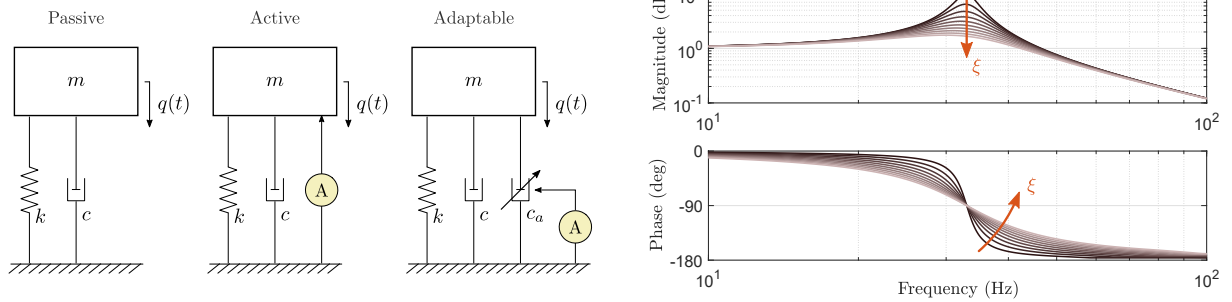 Passive
Active
Adaptable
m
m
m
q(t)
q(t)
q(t)
k
c
k
c
A
k
c
c_a
A
Magnitude (d
10^0
10^-1
10^1
10^2
ξ
Phase (deg)
0
-90
-180
10^1
10^2
ξ
Frequency (Hz)